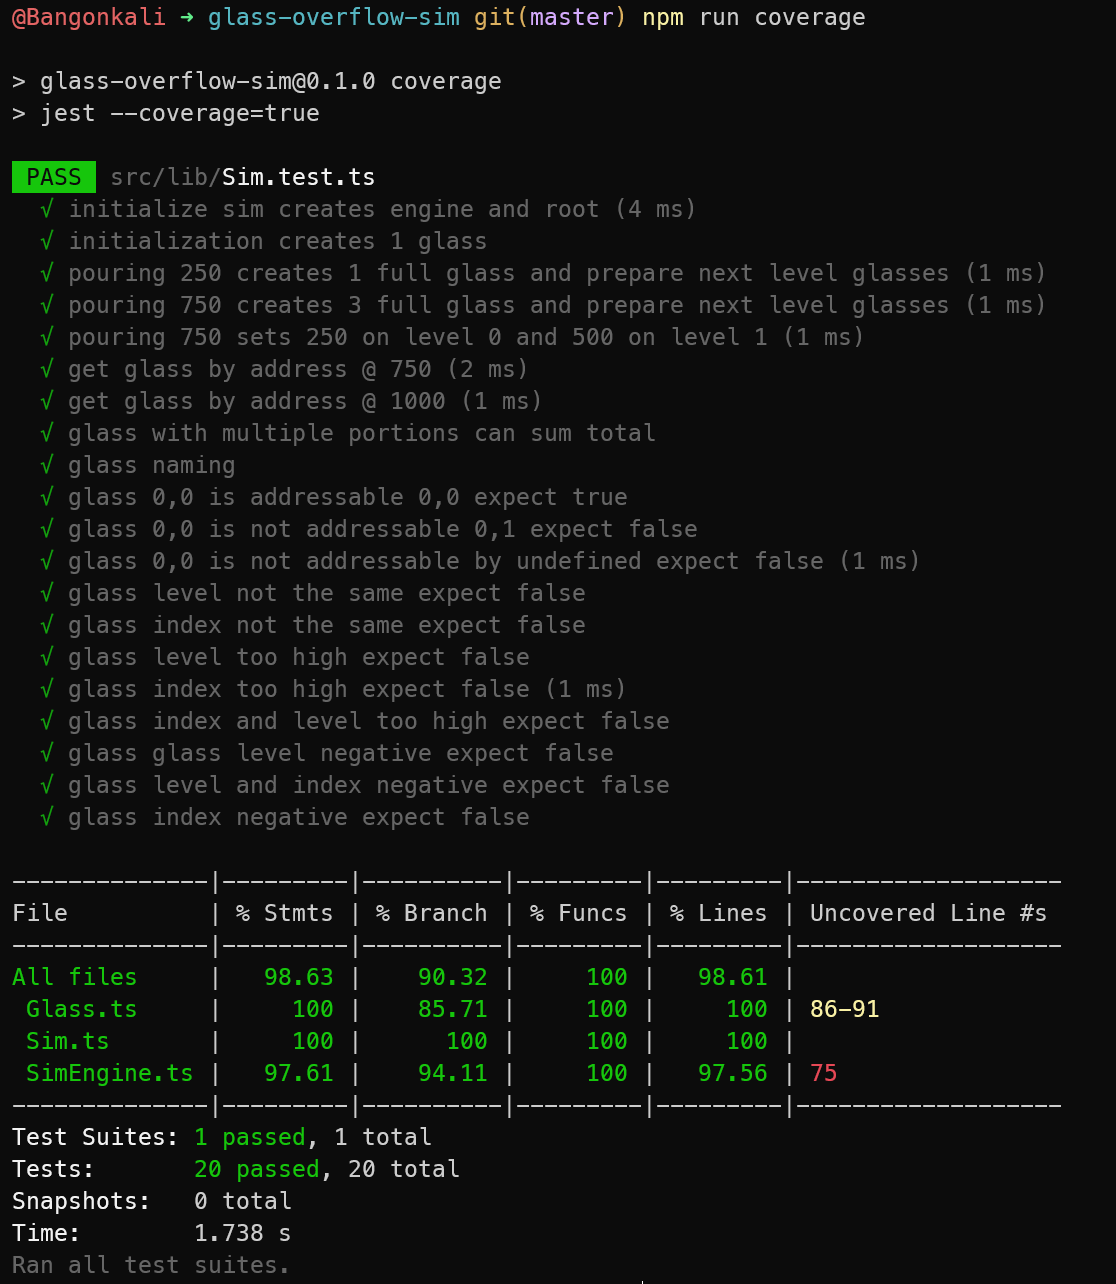 @Bangonkali → glass-overflow-sim git(master) npm run coverage
> glass-overflow-sim@0.1.0 coverage
> jest --coverage=true
PASS src/lib/Sim.test.ts
√ initialize sim creates engine and root (4 ms)
√ initialization creates 1 glass
√ pouring 250 creates 1 full glass and prepare next level glasses (1 ms)
√ pouring 750 creates 3 full glass and prepare next level glasses (1 ms)
√ pouring 750 sets 250 on level 0 and 500 on level 1 (1 ms)
√ get glass by address @ 750 (2 ms)
√ get glass by address @ 1000 (1 ms)
√ glass with multiple portions can sum total
√ glass naming
√ glass 0,0 is addressable 0,0 expect true
√ glass 0,0 is not addressable 0,1 expect false
√ glass 0,0 is not addressable by undefined expect false (1 ms)
√ glass level not the same expect false
√ glass index not the same expect false
√ glass level too high expect false
√ glass index too high expect false (1 ms)
√ glass index and level too high expect false
√ glass glass level negative expect false
√ glass level and index negative expect false
√ glass index negative expect false
--------------|---------|----------|---------|---------|-------------------
File          | % Stmts | % Branch | % Funcs | % Lines | Uncovered Line #s
--------------|---------|----------|---------|---------|-------------------
All files     |   98.63 |    90.32 |     100 |   98.61 |
 Glass.ts     |     100 |    85.71 |     100 |     100 | 86-91
 Sim.ts       |     100 |      100 |     100 |     100 |
 SimEngine.ts |   97.61 |    94.11 |     100 |   97.56 | 75
--------------|---------|----------|---------|---------|-------------------
Test Suites: 1 passed, 1 total
Tests:       20 passed, 20 total
Snapshots:   0 total
Time:        1.738 s
Ran all test suites.